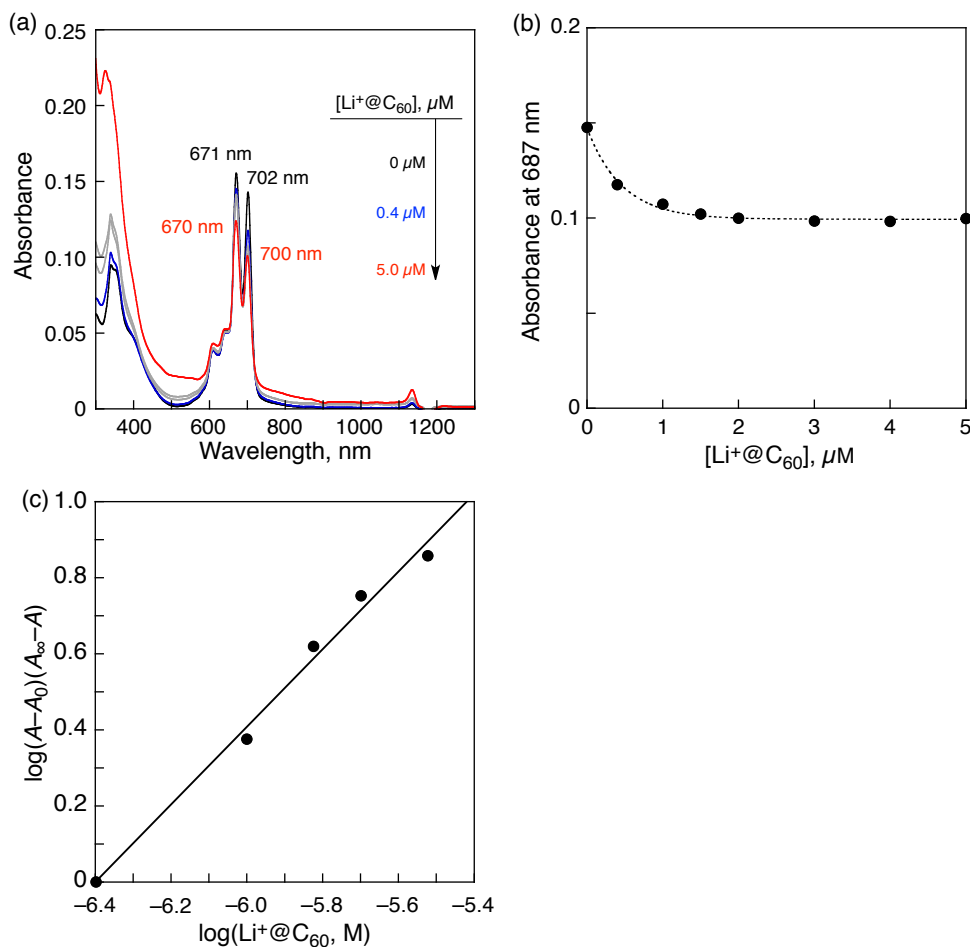 (a)
0.25
0.20
0.15
0.10
0.05
0
Absorbance
400 600 800 1000 1200
Wavelength, nm
[Li⁺@C₆₀], μM
0 μM
0.4 μM
5.0 μM
671 nm
702 nm
670 nm
700 nm
(b)
0.2
0.1
0
Absorbance at 687 nm
0 1 2 3 4 5
[Li⁺@C₆₀], μM
(c)
1.0
0.8
0.6
0.4
0.2
0
log(A–A₀)(A∞–A)
–6.4 –6.2 –6.0 –5.8 –5.6 –5.4
log(Li⁺@C₆₀, M)